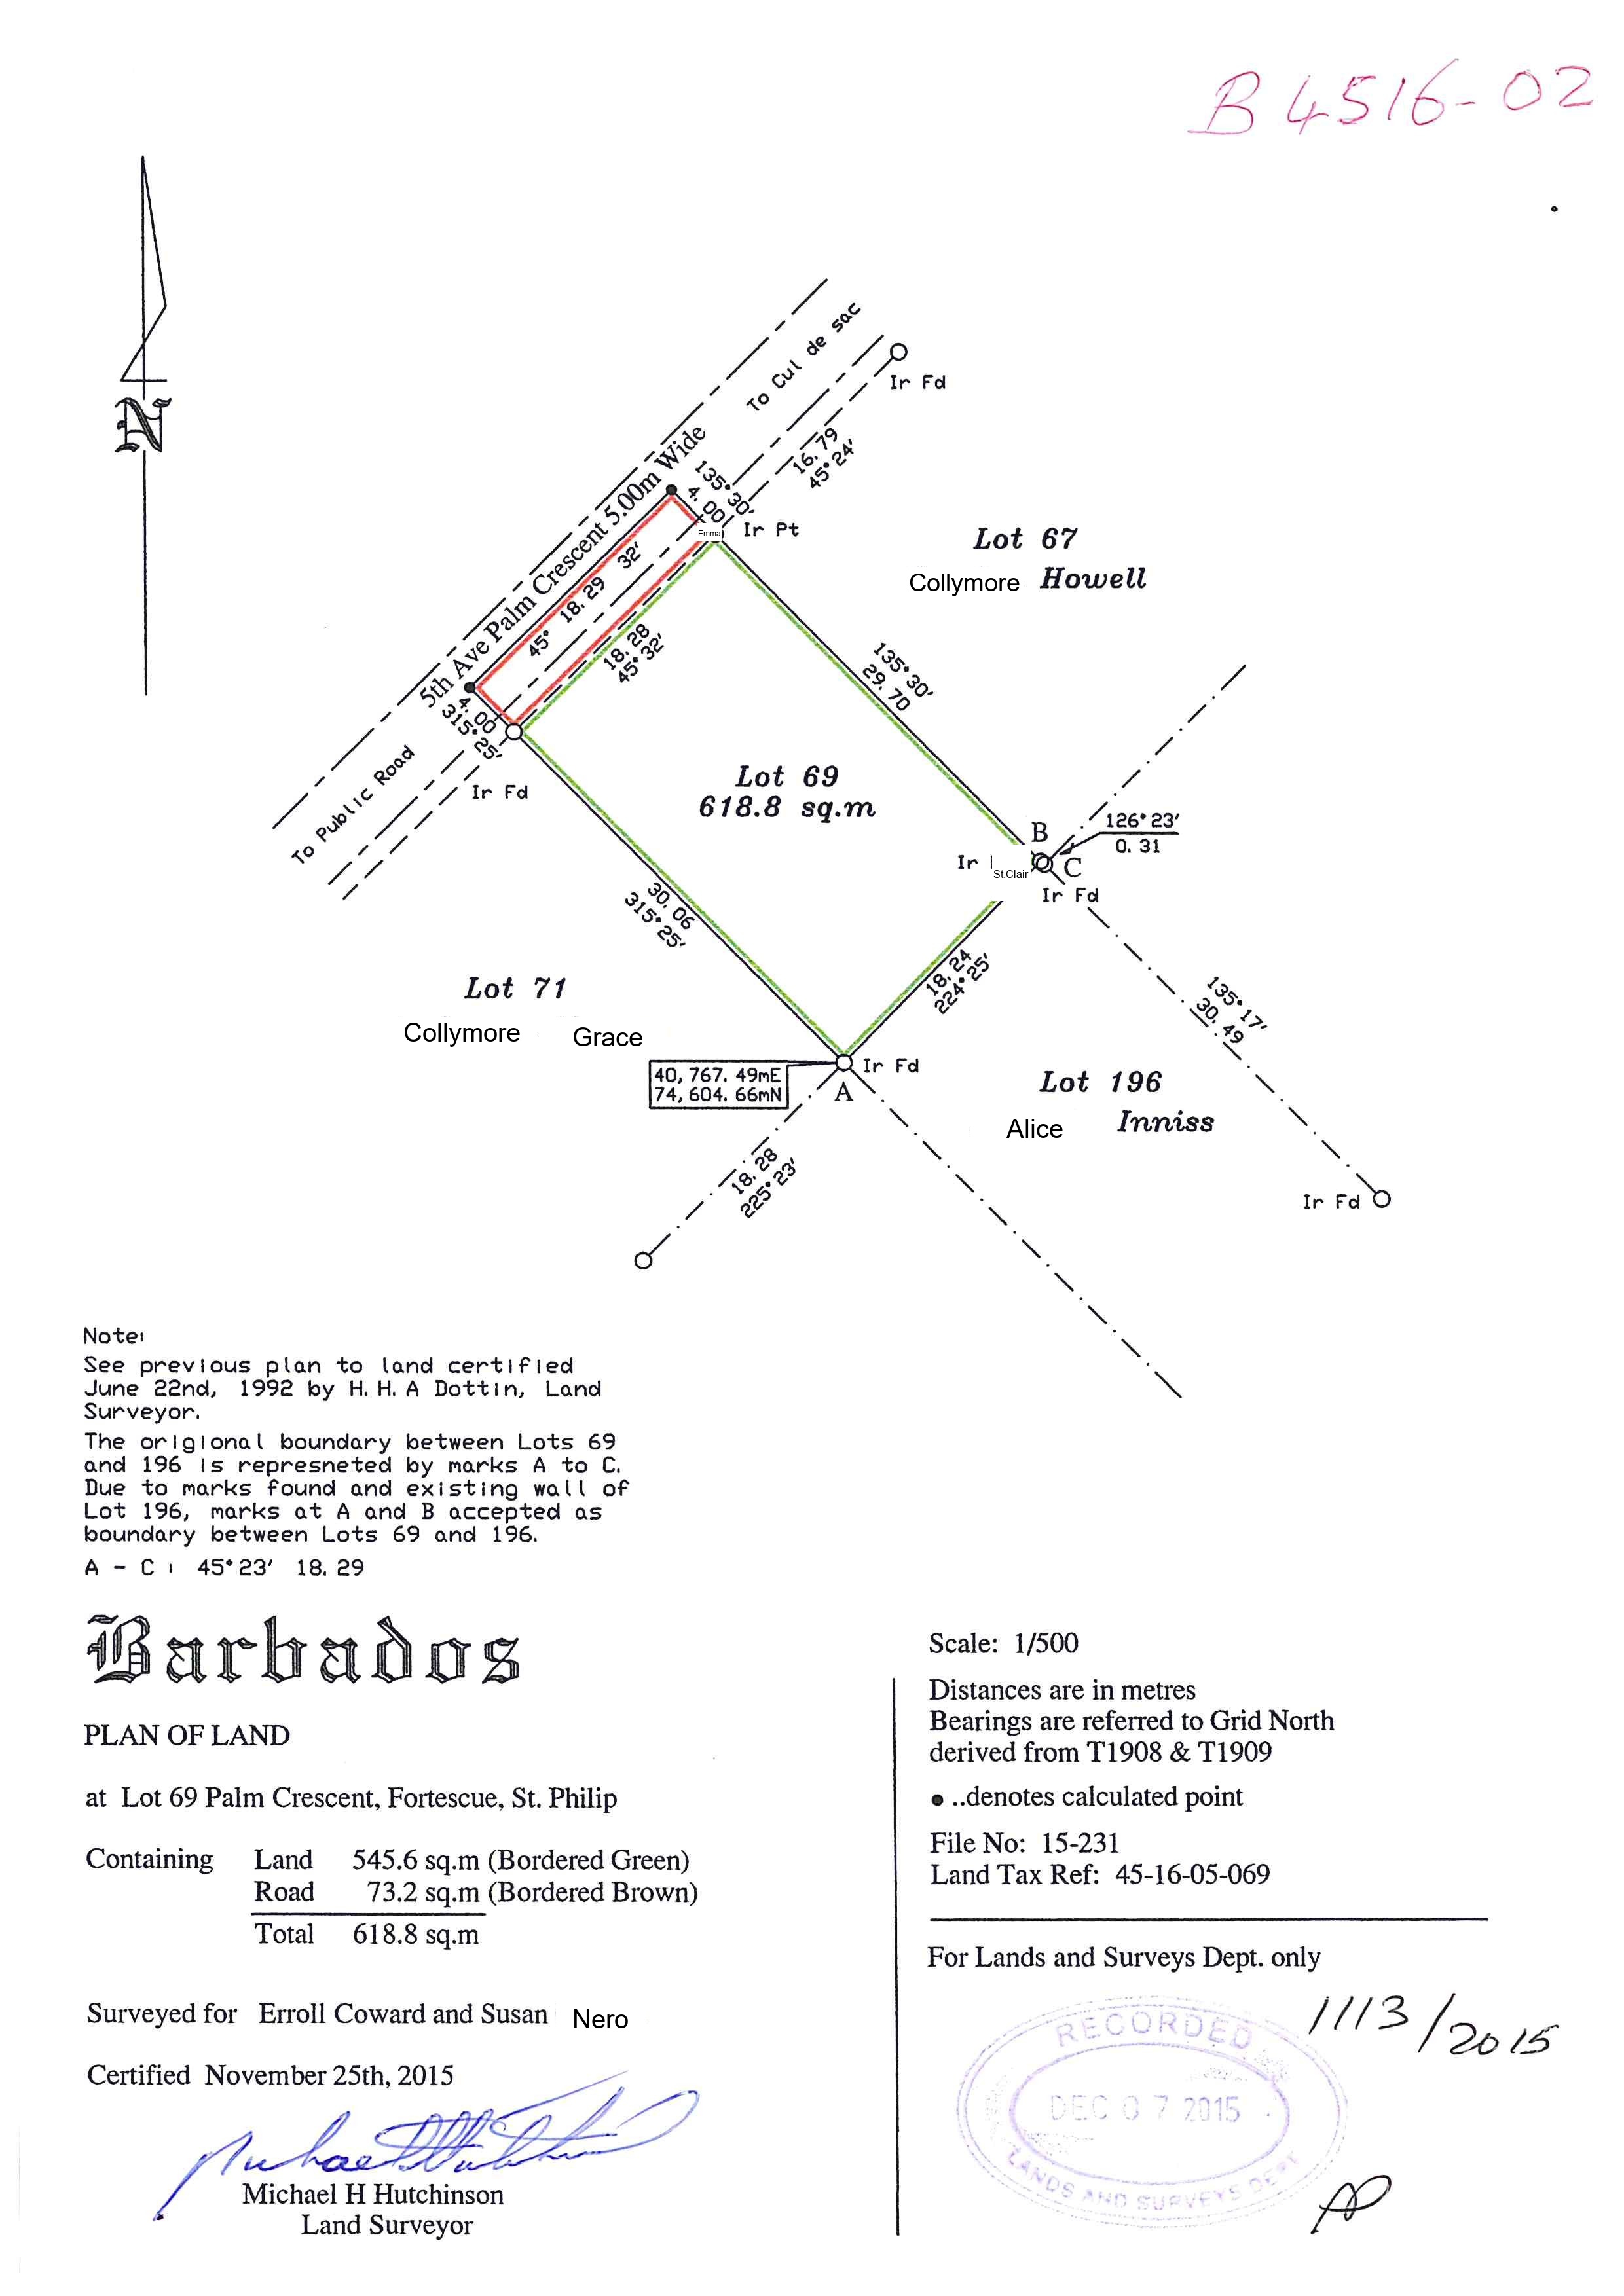 B 4516-02
To Cul de sac
Ir Fd
16.79
45°24'
5th Ave Palm Crescent 5.00m Wide
135°30'
4.00
Emma
Ir Pt
Lot 67
Collymore Howell
45° 18.29 32'
18.28
45°32'
4.00
315°25'
To Public Road
Ir Fd
135°30'
29.70
Lot 69
618.8 sq.m
B
126°23'
0.31
Ir
St.Clair
C
Ir Fd
30.06
315°25'
18.24
224°25'
Lot 71
Collymore Grace
135°17'
30.49
40,767.49mE
74,604.66mN
Ir Fd
A
Lot 196
Alice Inniss
18.28
225°23'
Ir Fd
N
Note:
See previous plan to land certified
June 22nd, 1992 by H.H.A Dottin, Land
Surveyor.
The origional boundary between Lots 69
and 196 is represneted by marks A to C.
Due to marks found and existing wall of
Lot 196, marks at A and B accepted as
boundary between Lots 69 and 196.
A - C : 45°23' 18.29
Barbados
PLAN OF LAND
at Lot 69 Palm Crescent, Fortescue, St. Philip
Containing Land 545.6 sq.m (Bordered Green)
Road 73.2 sq.m (Bordered Brown)
Total 618.8 sq.m
Surveyed for Erroll Coward and Susan Nero
Certified November 25th, 2015
Michael H Hutchinson
Land Surveyor
Scale: 1/500
Distances are in metres
Bearings are referred to Grid North
derived from T1908 & T1909
● ..denotes calculated point
File No: 15-231
Land Tax Ref: 45-16-05-069
For Lands and Surveys Dept. only
1113/2015
RECORDED
DEC 07 2015
LANDS AND SURVEYS DEPT